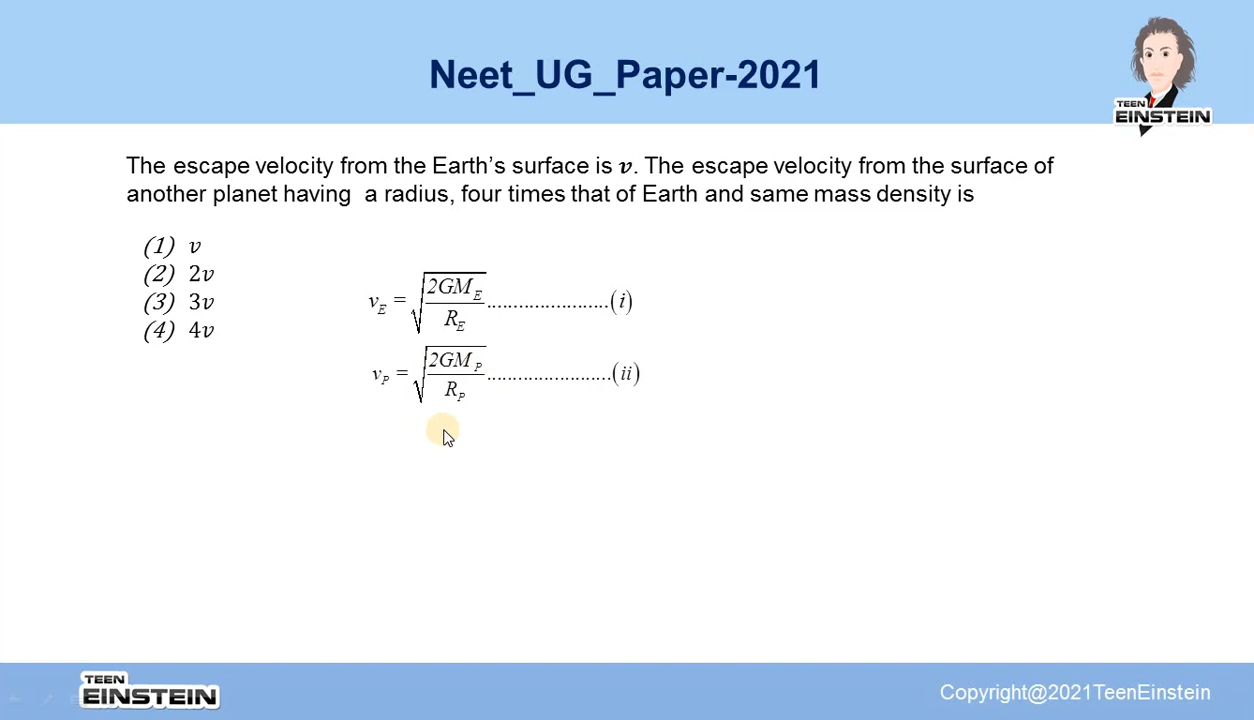 Neet_UG_Paper-2021
TEEN
EINSTEIN
The escape velocity from the Earth's surface is v. The escape velocity from the surface of
another planet having a radius, four times that of Earth and same mass density is
(1) v
(2) 2v
(3) 3v
(4) 4v
v_E = √(2GM_E / R_E) .......................(i)
v_P = √(2GM_P / R_P) .......................(ii)
TEEN
EINSTEIN
Copyright@2021TeenEinstein